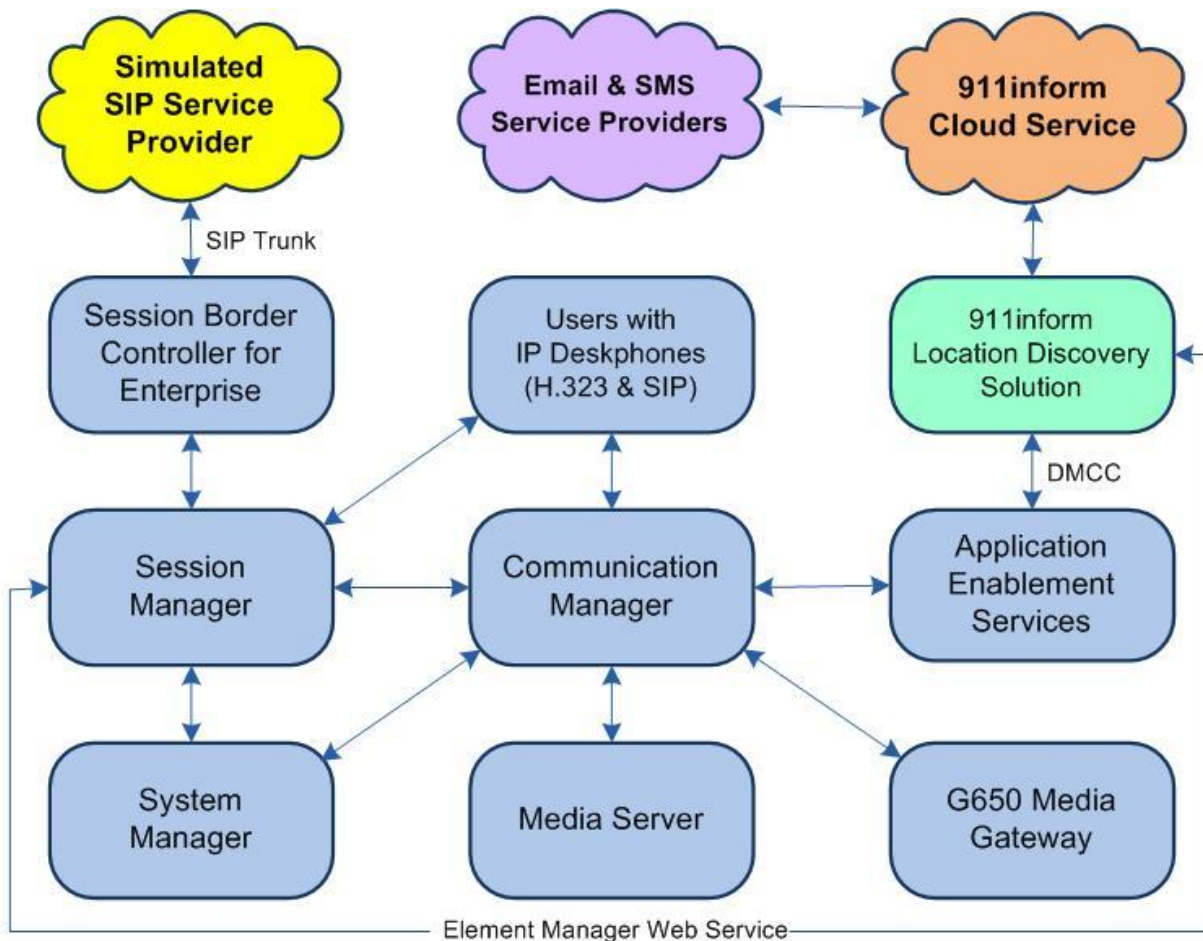 Simulated
SIP Service
Provider
Email & SMS
Service Providers
911inform
Cloud Service
SIP Trunk
Session Border
Controller for
Enterprise
Users with
IP Deskphones
(H.323 & SIP)
911inform
Location Discovery
Solution
DMCC
Session
Manager
Communication
Manager
Application
Enablement
Services
System
Manager
Media Server
G650 Media
Gateway
Element Manager Web Service